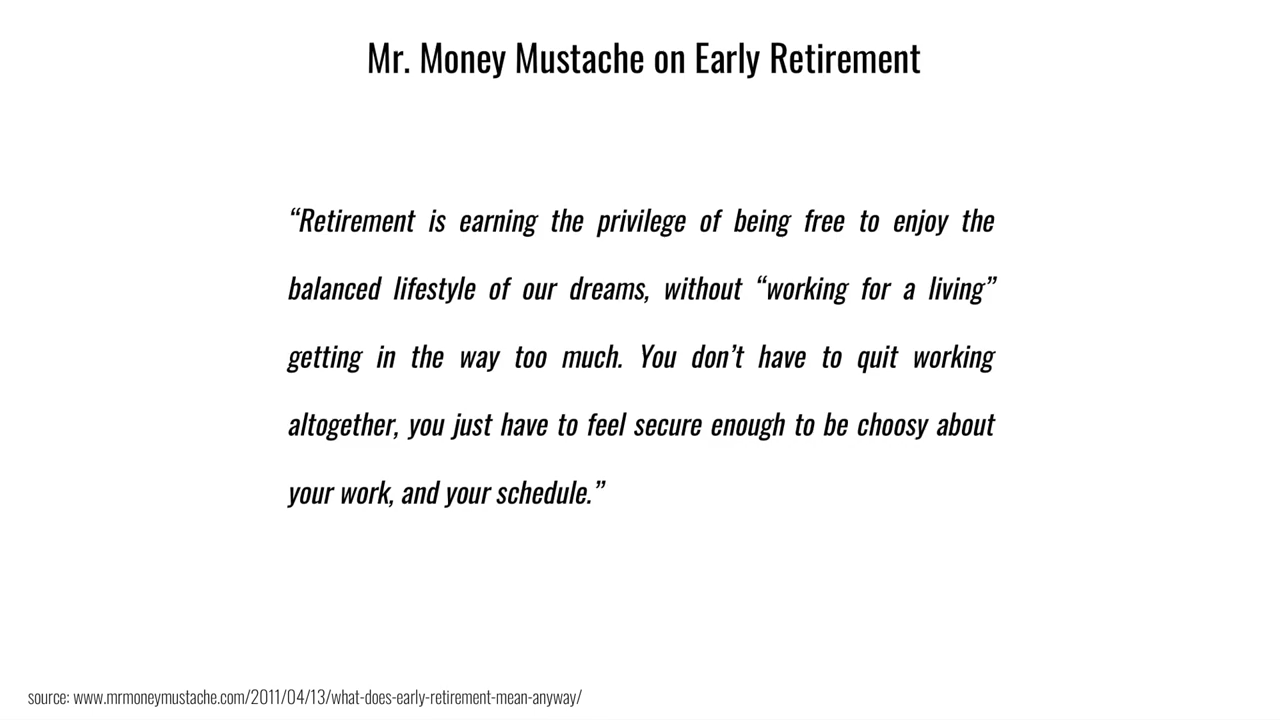 Mr. Money Mustache on Early Retirement
“Retirement is earning the privilege of being free to enjoy the
balanced lifestyle of our dreams, without “working for a living”
getting in the way too much. You don’t have to quit working
altogether, you just have to feel secure enough to be choosy about
your work, and your schedule.”
source: www.mrmoneymustache.com/2011/04/13/what-does-early-retirement-mean-anyway/